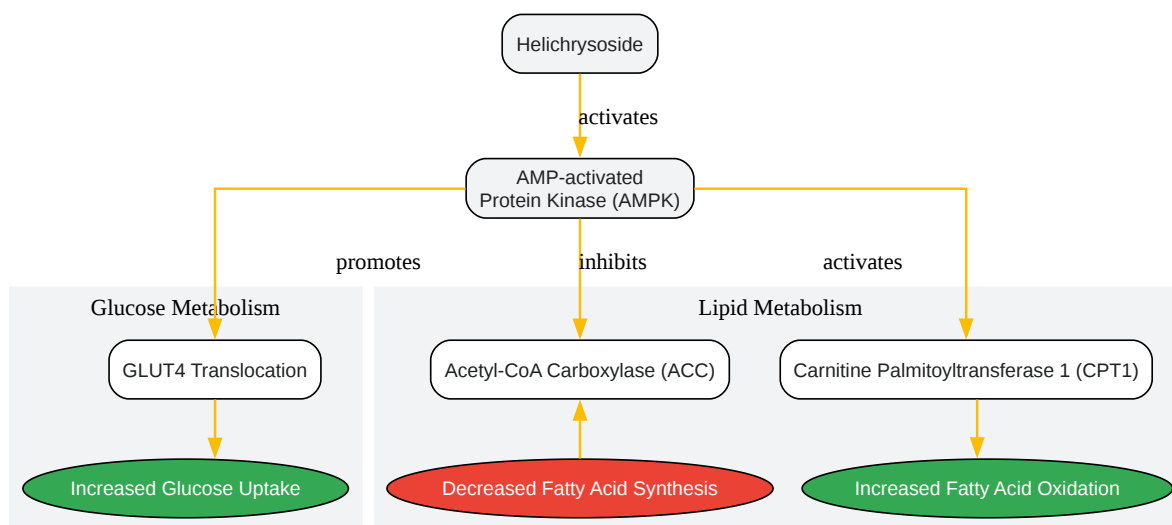 Helichrysoside
activates
AMP-activated
Protein Kinase (AMPK)
promotes
inhibits
activates
Glucose Metabolism
Lipid Metabolism
GLUT4 Translocation
Acetyl-CoA Carboxylase (ACC)
Carnitine Palmitoyltransferase 1 (CPT1)
Increased Glucose Uptake
Decreased Fatty Acid Synthesis
Increased Fatty Acid Oxidation